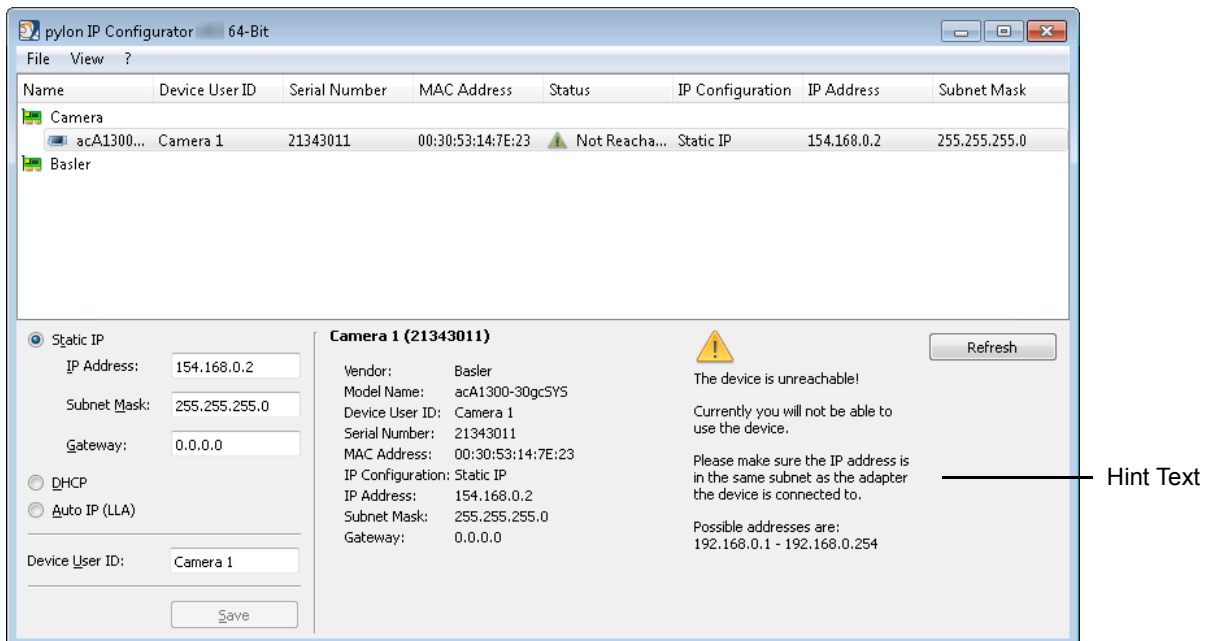 pylon IP Configurator 64-Bit
File View ?
Name Device User ID Serial Number MAC Address Status IP Configuration IP Address Subnet Mask
Camera
acA1300... Camera 1 21343011 00:30:53:14:7E:23 Not Reacha... Static IP 154.168.0.2 255.255.255.0
Basler
Static IP
IP Address: 154.168.0.2
Subnet Mask: 255.255.255.0
Gateway: 0.0.0.0
DHCP
Auto IP (LLA)
Device User ID: Camera 1
Save
Camera 1 (21343011)
Vendor: Basler
Model Name: acA1300-30gcSYS
Device User ID: Camera 1
Serial Number: 21343011
MAC Address: 00:30:53:14:7E:23
IP Configuration: Static IP
IP Address: 154.168.0.2
Subnet Mask: 255.255.255.0
Gateway: 0.0.0.0
The device is unreachable!
Currently you will not be able to
use the device.
Please make sure the IP address is
in the same subnet as the adapter
the device is connected to.
Possible addresses are:
192.168.0.1 - 192.168.0.254
Refresh
Hint Text